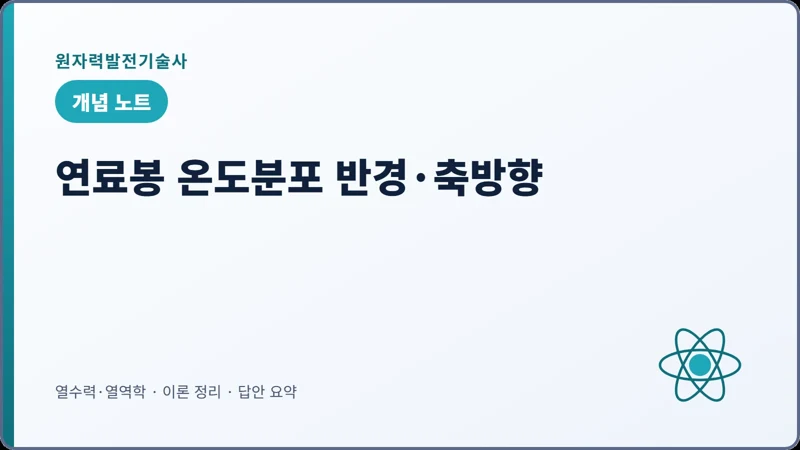 원자력발전기술사
개념 노트
연료봉 온도분포 반경·축방향
열수력·열역학 · 이론 정리 · 답안 요약